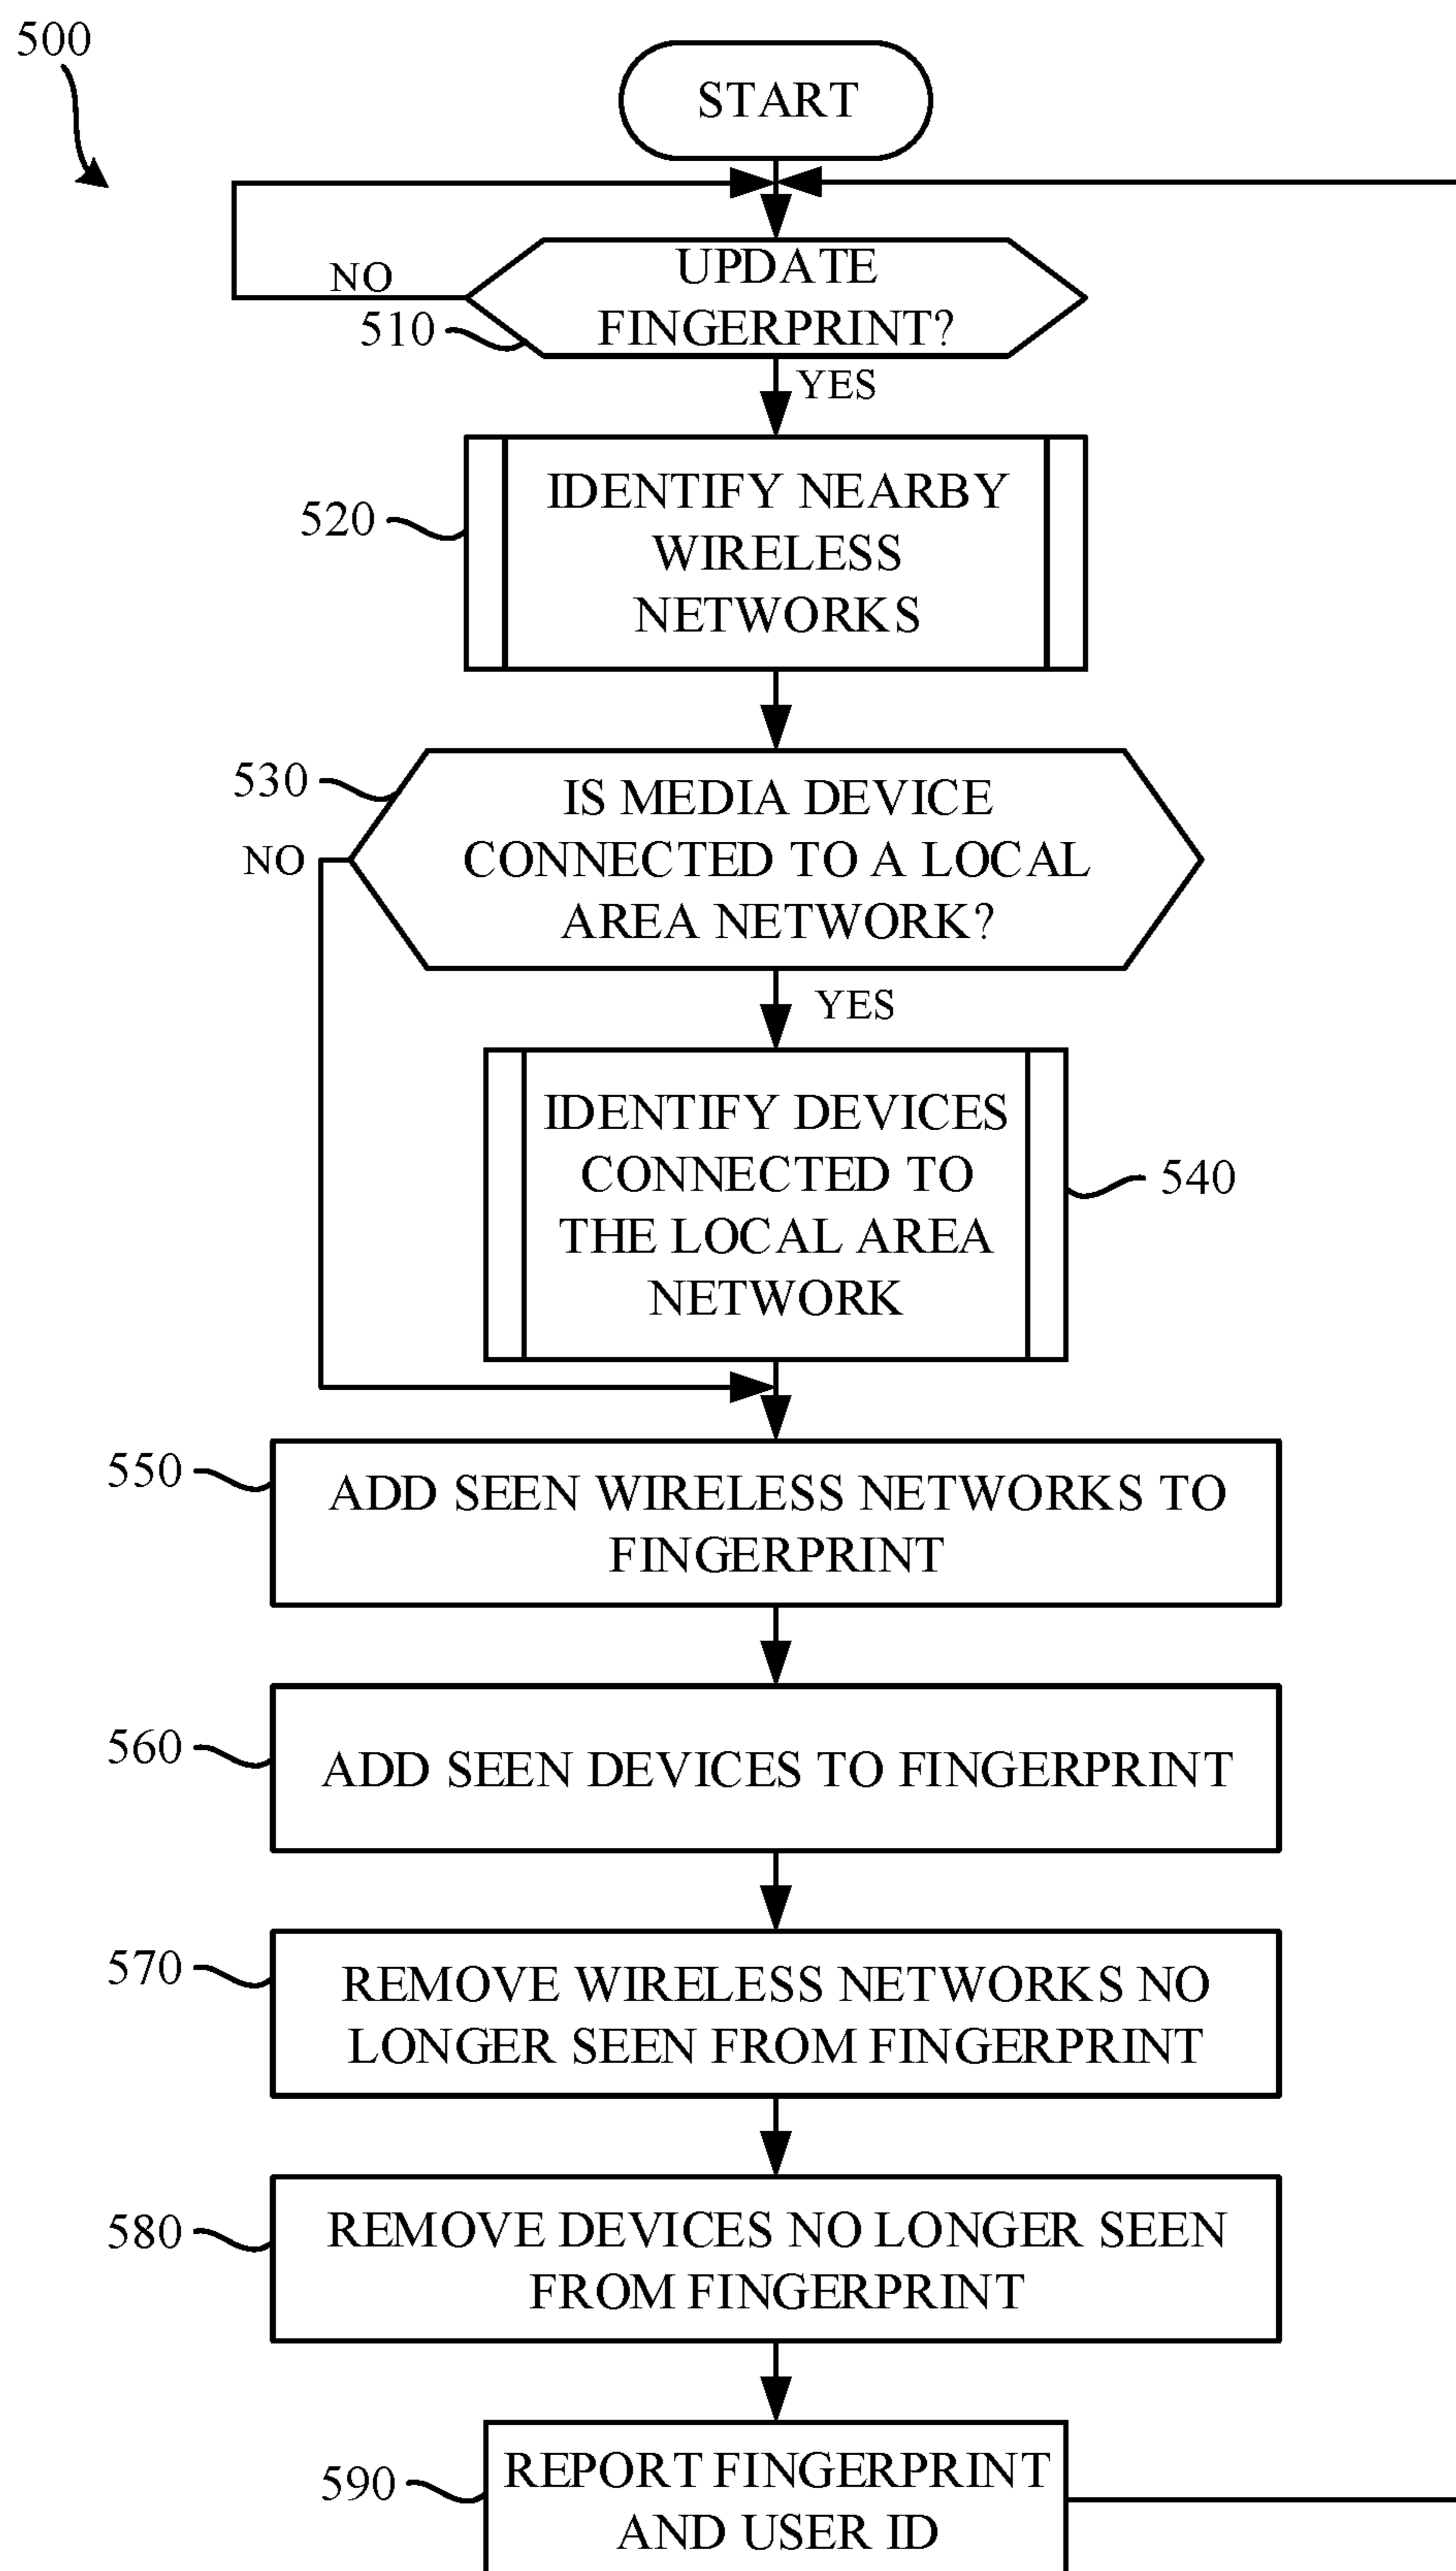 500
START
NO
UPDATE
FINGERPRINT?
510
YES
520
IDENTIFY NEARBY
WIRELESS
NETWORKS
530
NO
IS MEDIA DEVICE
CONNECTED TO A LOCAL
AREA NETWORK?
YES
IDENTIFY DEVICES
CONNECTED TO
THE LOCAL AREA
NETWORK
540
550
ADD SEEN WIRELESS NETWORKS TO
FINGERPRINT
560
ADD SEEN DEVICES TO FINGERPRINT
570
REMOVE WIRELESS NETWORKS NO
LONGER SEEN FROM FINGERPRINT
580
REMOVE DEVICES NO LONGER SEEN
FROM FINGERPRINT
590
REPORT FINGERPRINT
AND USER ID